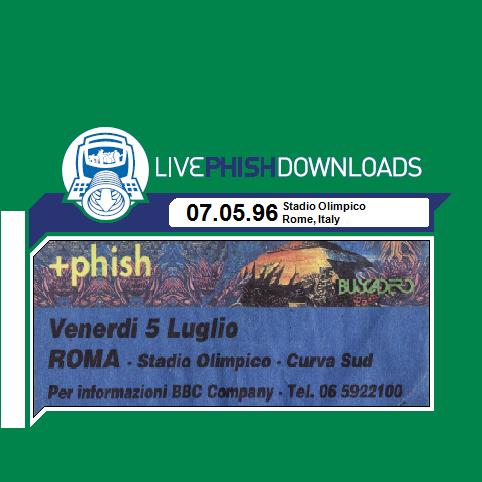 LIVEPHISHDOWNLOADS
07.05.96 Stadio Olimpico
Rome, Italy
+phish
BUSCADERO
Venerdi 5 Luglio
ROMA - Stadio Olimpico - Curva Sud
Per informazioni BBC Company - Tel. 06 5922100